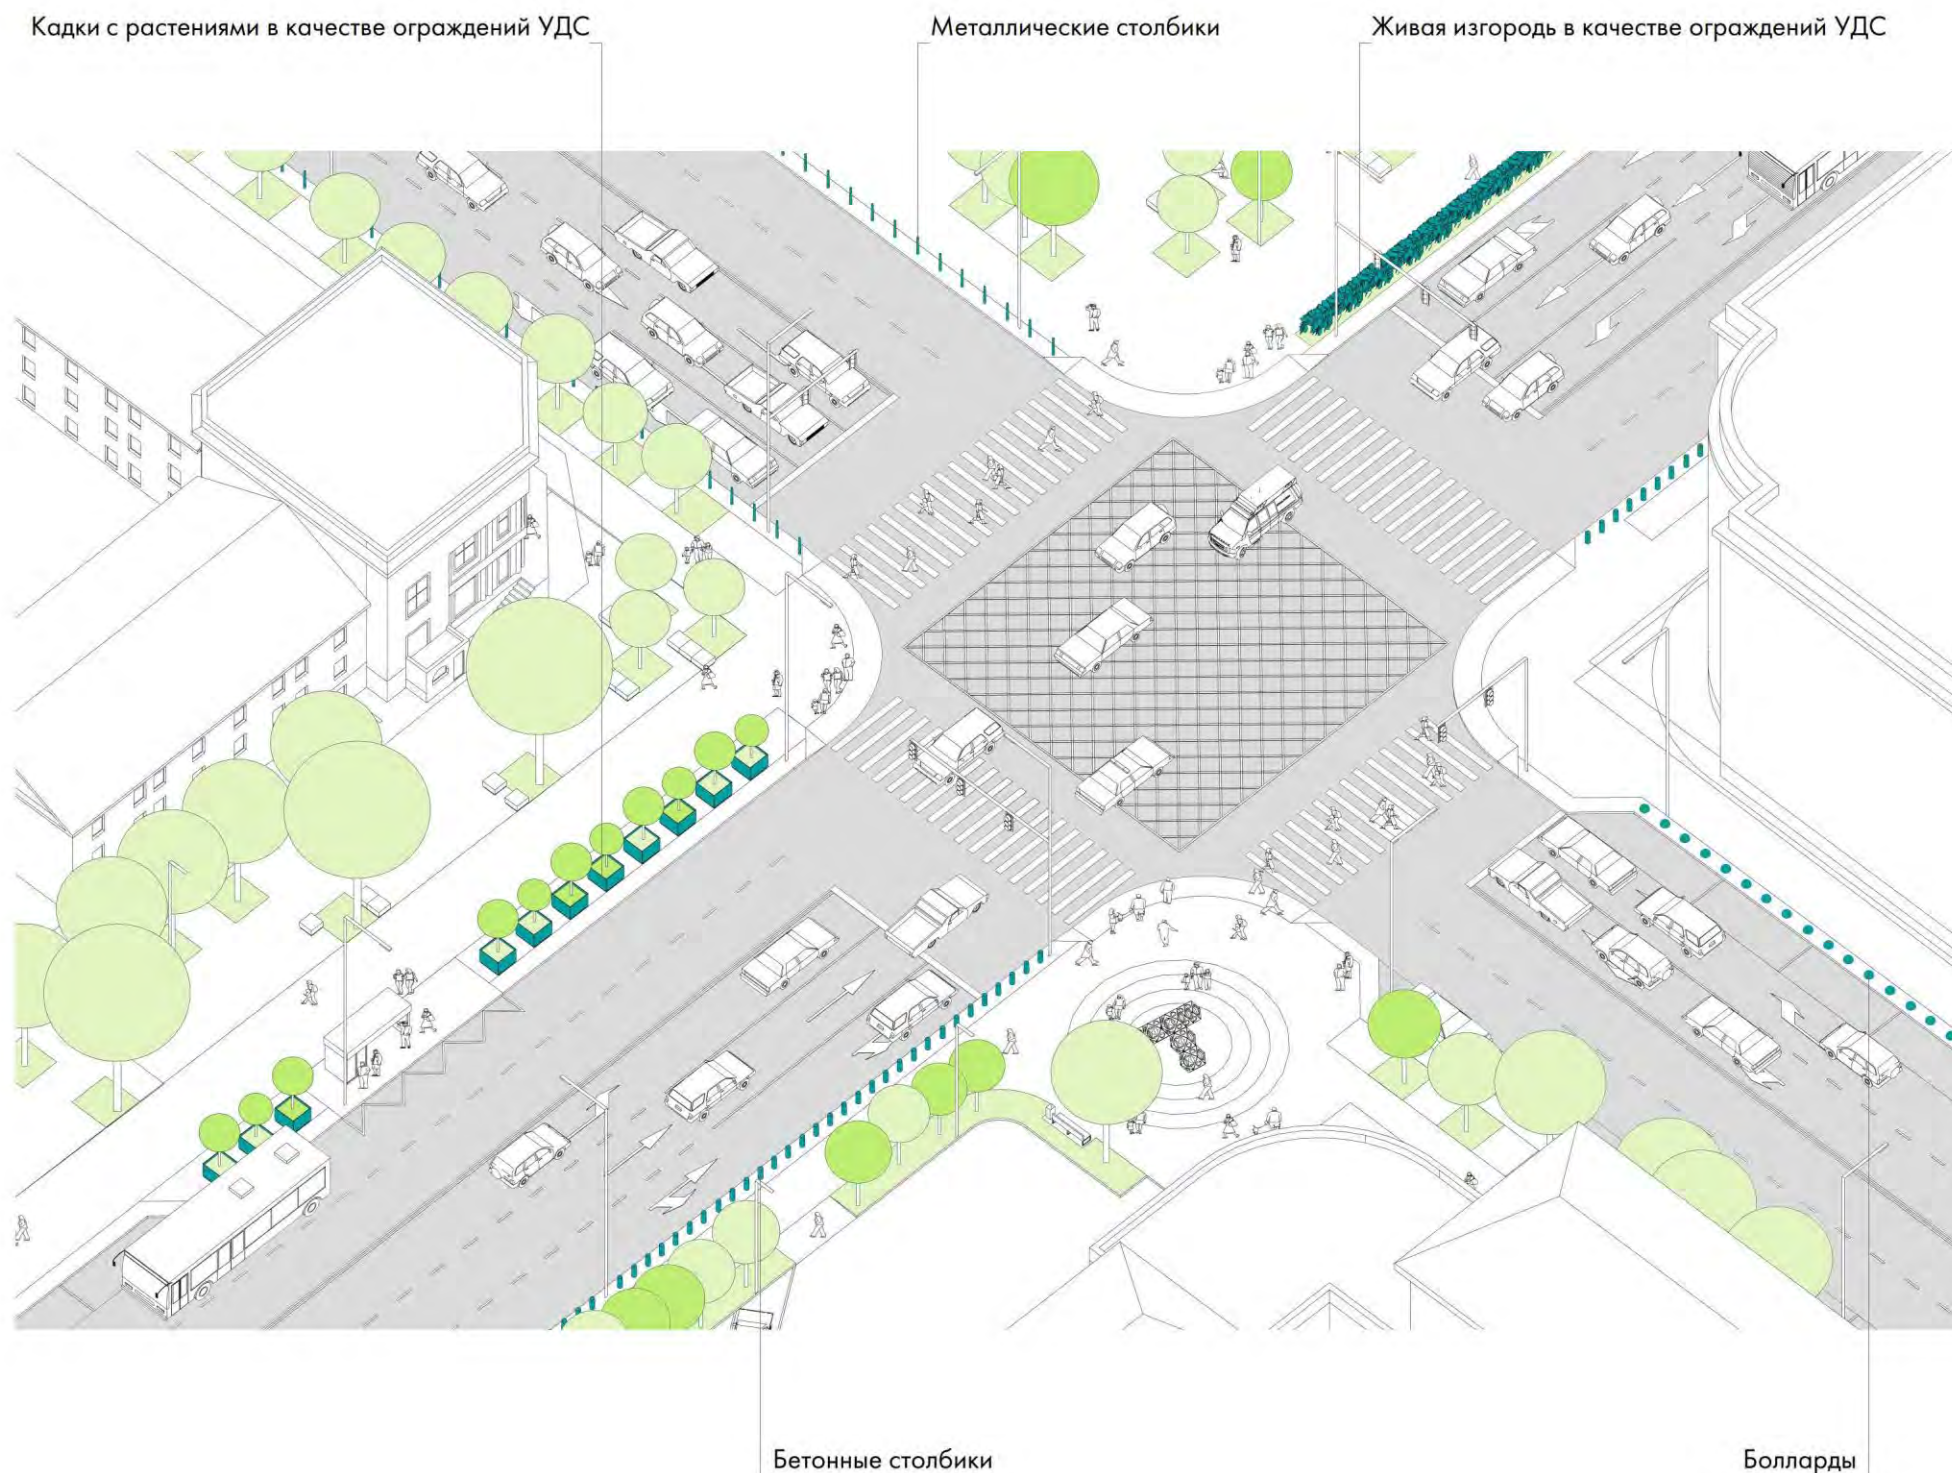 Кадки с растениями в качестве ограждений УДС
Металлические столбики
Живая изгородь в качестве ограждений УДС
Бетонные столбики
Болларды